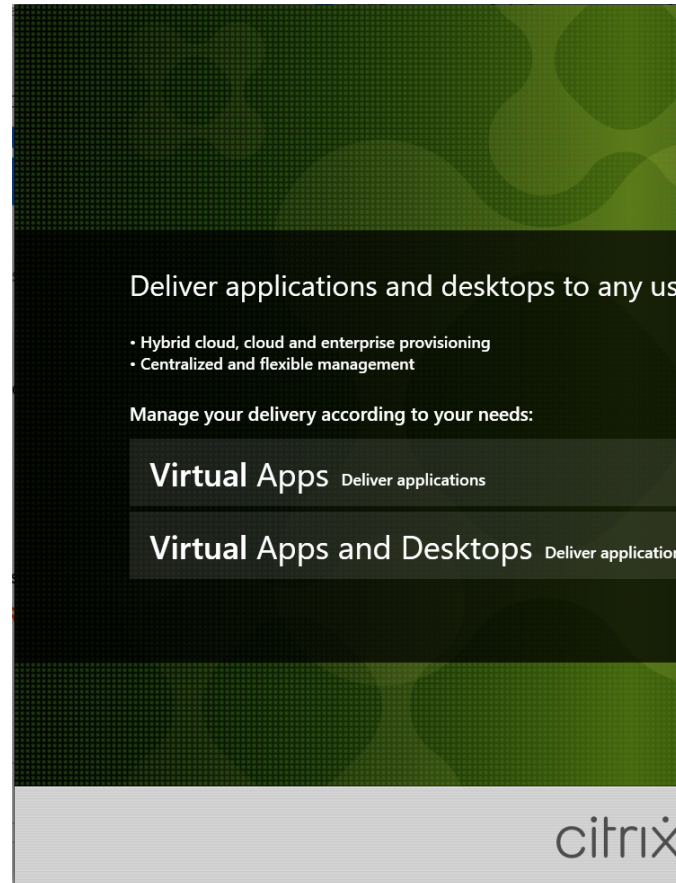 Deliver applications and desktops to any us
• Hybrid cloud, cloud and enterprise provisioning
• Centralized and flexible management
Manage your delivery according to your needs:
Virtual Apps Deliver applications
Virtual Apps and Desktops Deliver application
citrix